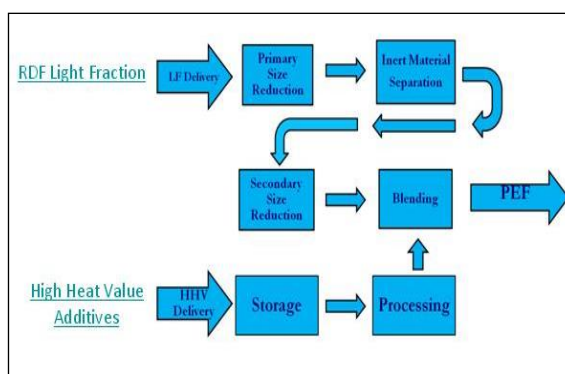 RDF Light Fraction
LF Delivery
Primary
Size
Reduction
Inert Material
Separation
Secondary
Size
Reduction
Blending
PEF
High Heat Value
Additives
HHV
Delivery
Storage
Processing